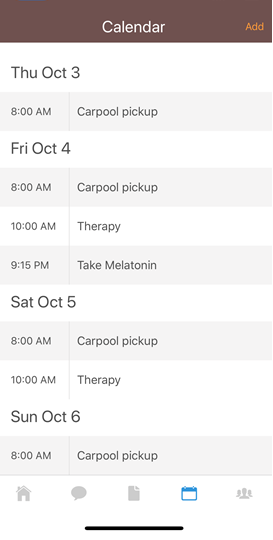 Calendar
Add
Thu Oct 3
8:00 AM Carpool pickup
Fri Oct 4
8:00 AM Carpool pickup
10:00 AM Therapy
9:15 PM Take Melatonin
Sat Oct 5
8:00 AM Carpool pickup
10:00 AM Therapy
Sun Oct 6
8:00 AM Carpool pickup